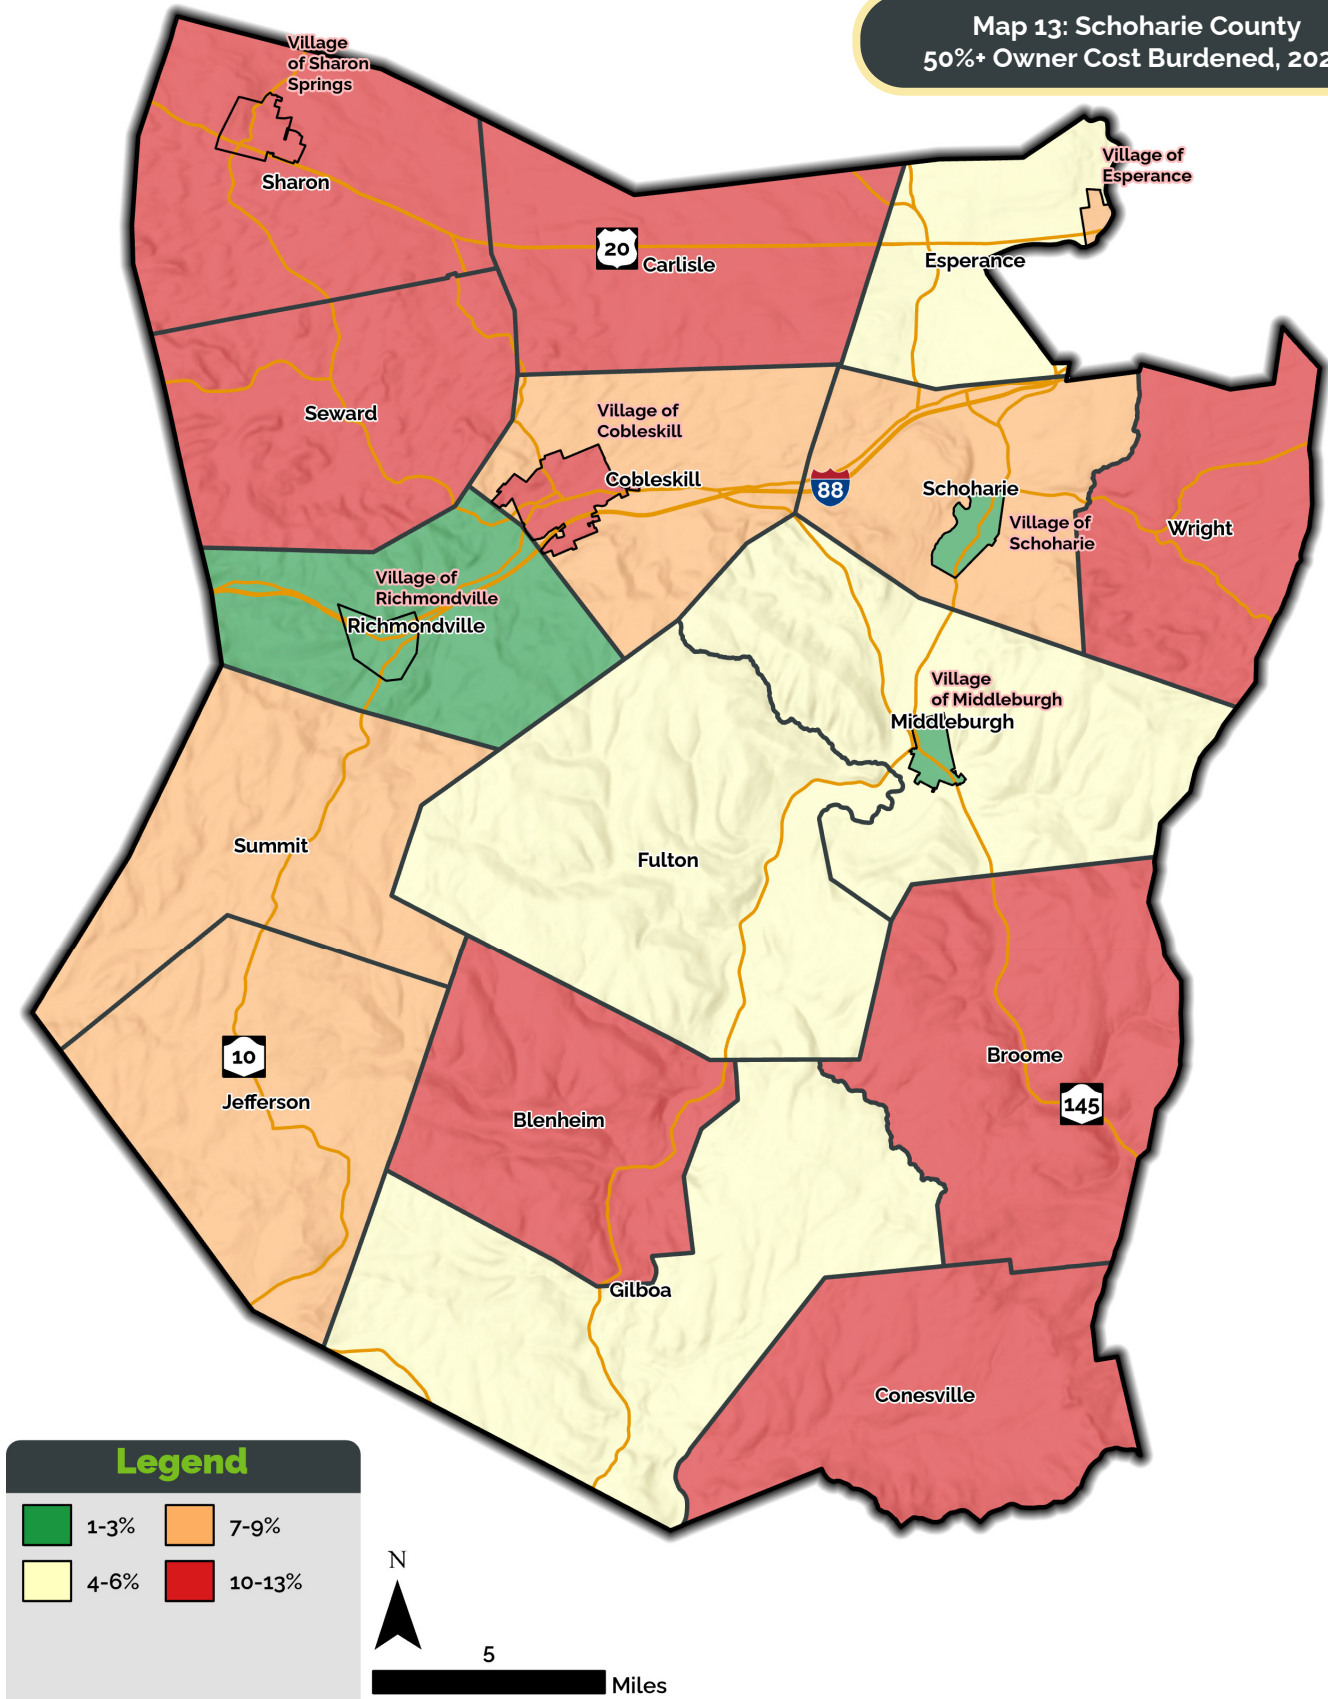 Map 13: Schoharie County
50%+ Owner Cost Burdened, 202
Village
of Sharon
Springs
Sharon
Village of
Esperance
20
Carlisle
Esperance
Seward
Village of
Cobleskill
Cobleskill
88
Schoharie
Village of
Schoharie
Wright
Village of
Richmondville
Richmondville
Village
of Middleburgh
Middleburgh
Summit
Fulton
10
Jefferson
Broome
145
Blenheim
Gilboa
Conesville
Legend
1-3%
7-9%
4-6%
10-13%
N
5
Miles